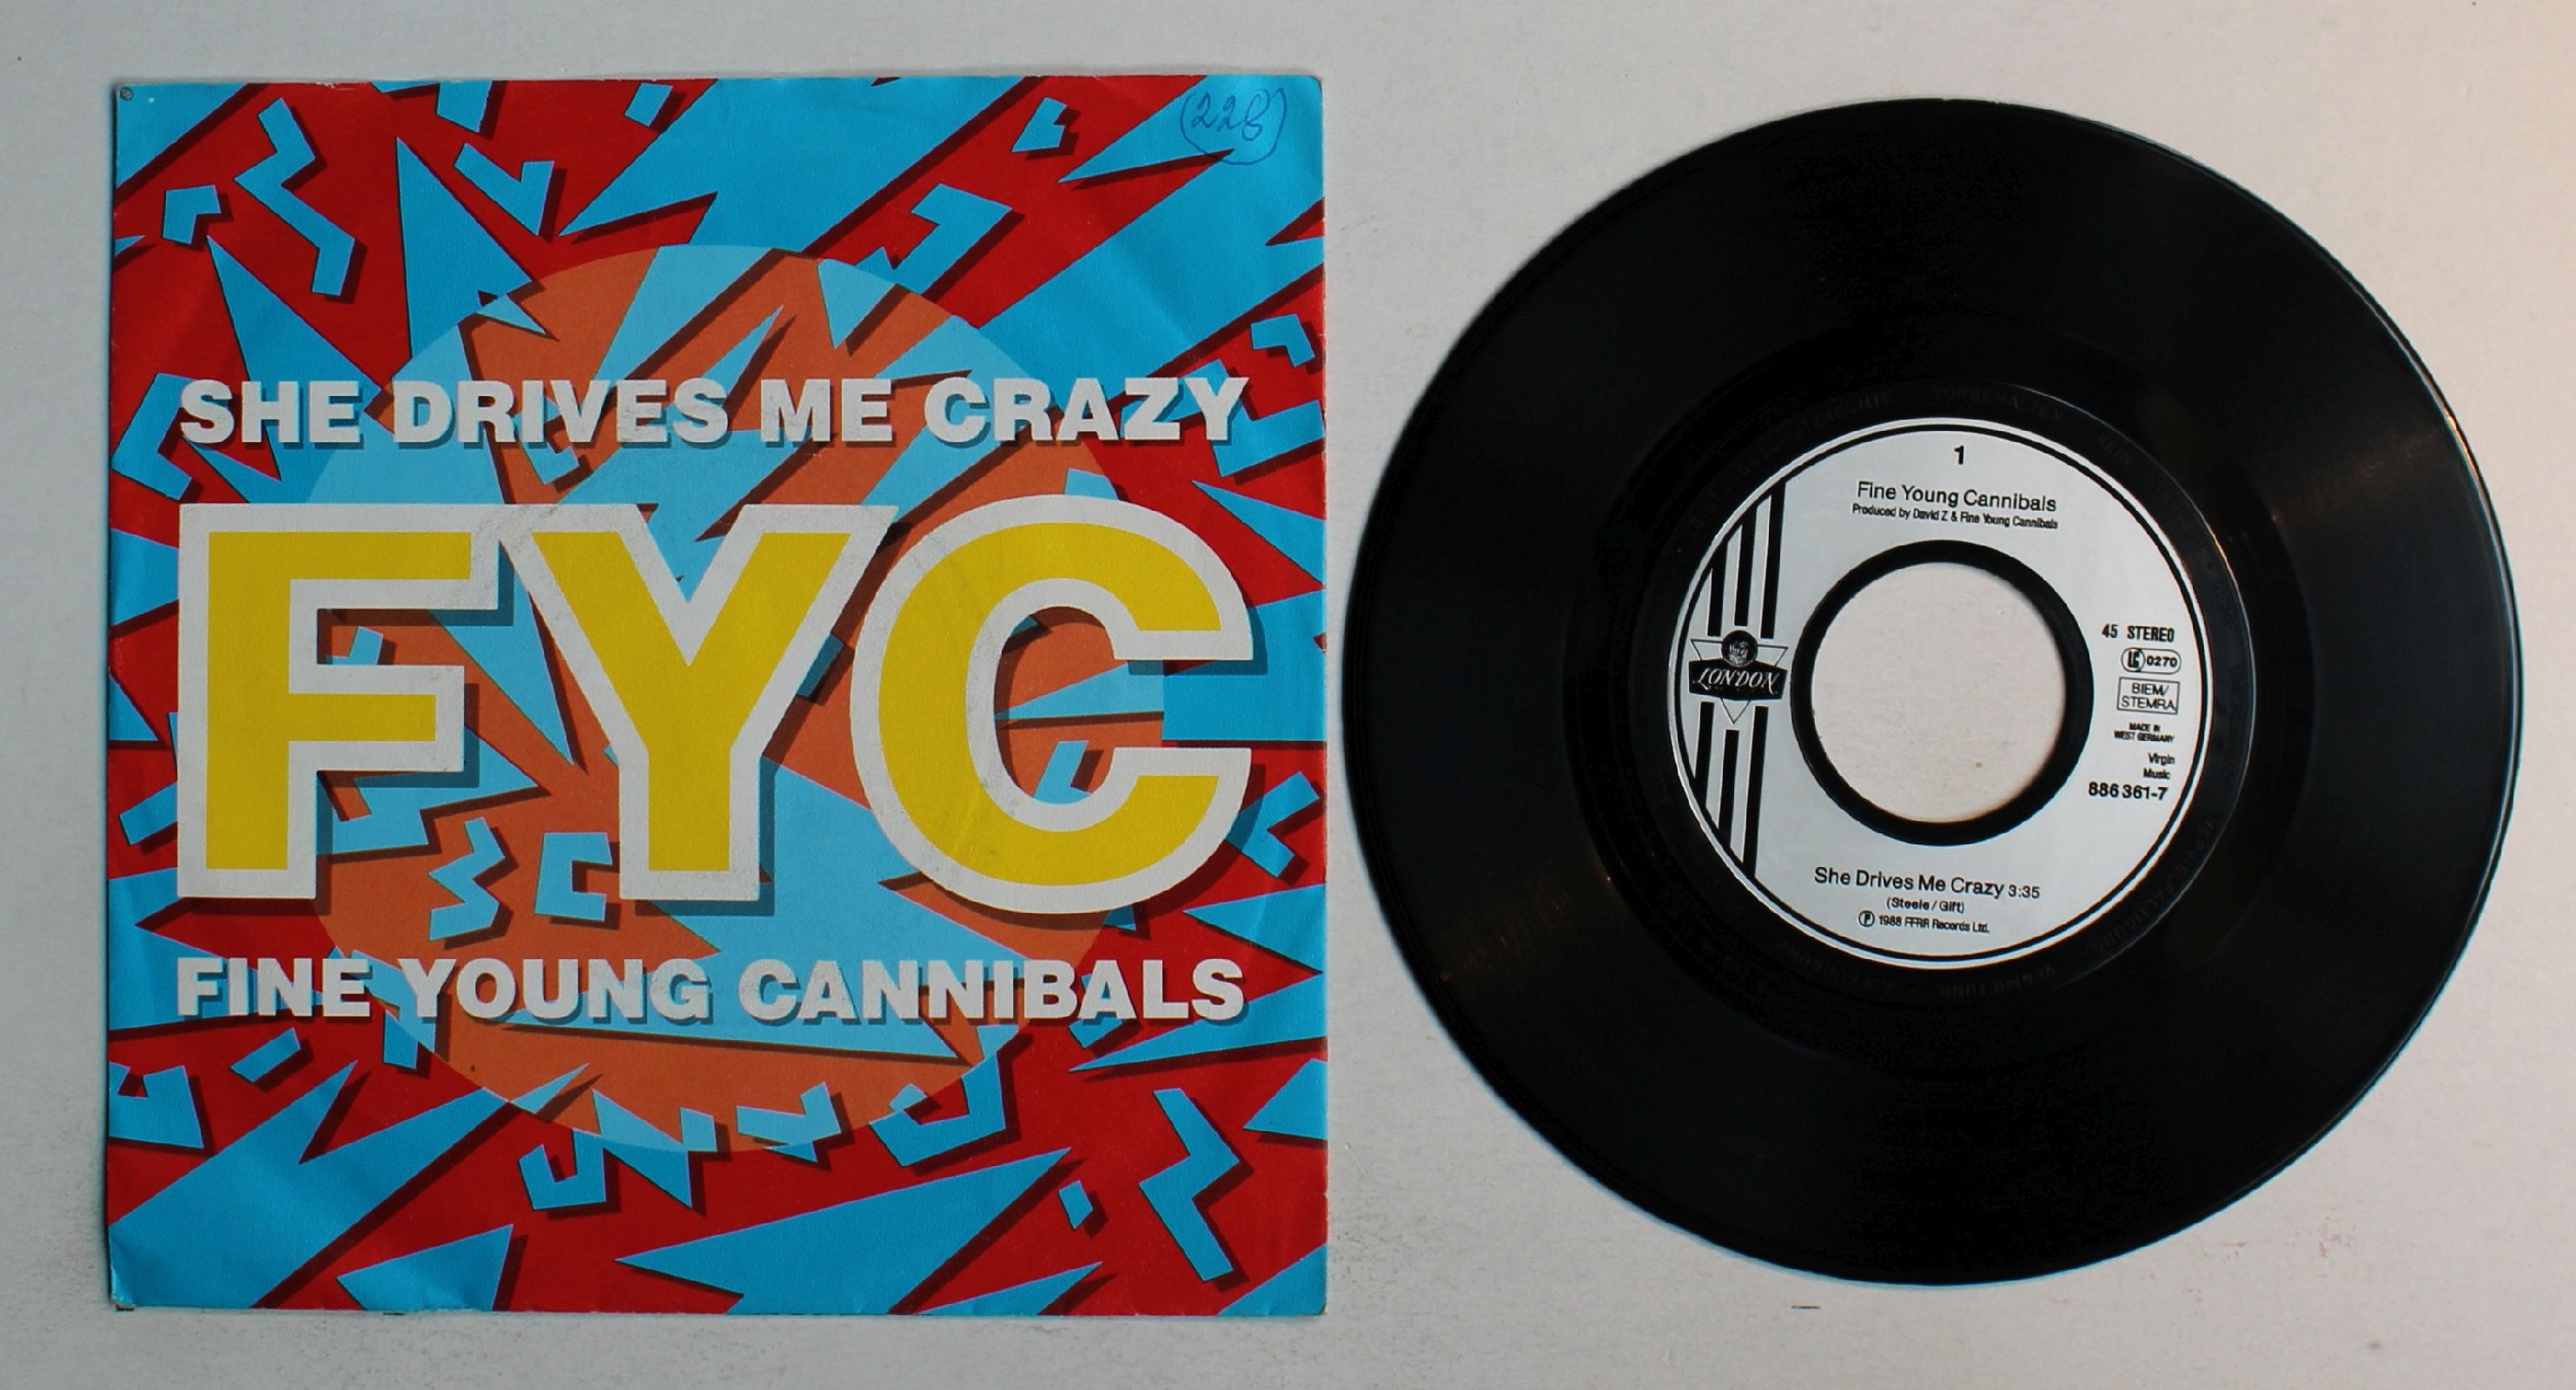 (228)
SHE DRIVES ME CRAZY
FYC
FINE YOUNG CANNIBALS
1
Fine Young Cannibals
Produced by David Z & Fine Young Cannibals
LONDON
45 STEREO
LC 0270
BIEM/
STEMRA
MADE IN
WEST GERMANY
Virgin
Music
886 361-7
She Drives Me Crazy 3:35
(Steele / Gift)
℗ 1988 FFRR Records Ltd.